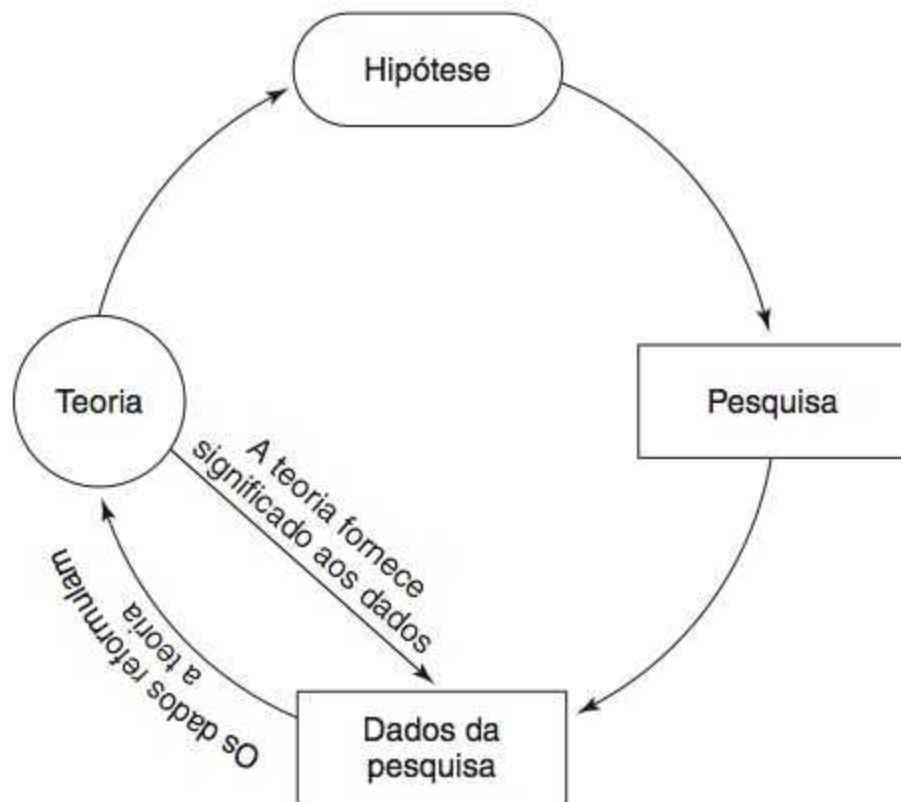 Hipótese
Teoria
Pesquisa
A teoria fornece
significado aos dados
Os dados reformulam
a teoria
Dados da
pesquisa